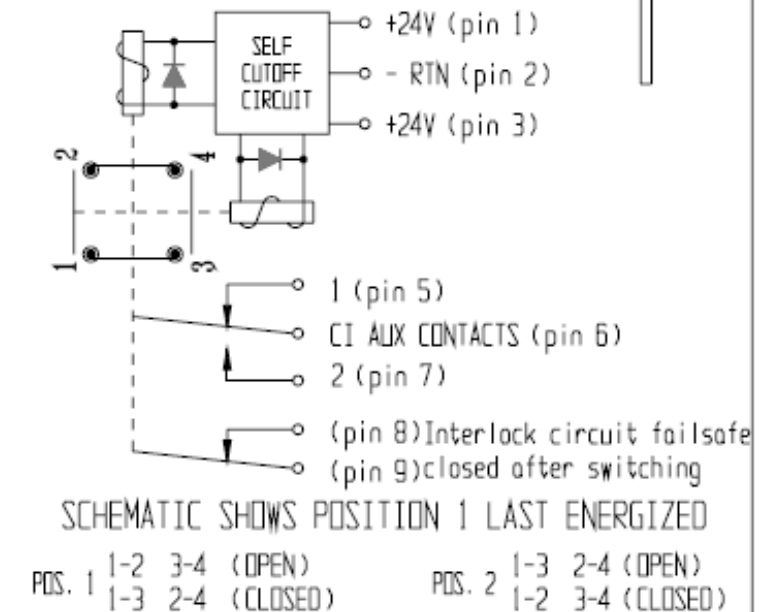 SELF
CUTOFF
CIRCUIT
+24V (pin 1)
- RTN (pin 2)
+24V (pin 3)
2
4
1
3
1 (pin 5)
CI AUX CONTACTS (pin 6)
2 (pin 7)
(pin 8)Interlock circuit failsafe
(pin 9)closed after switching
SCHEMATIC SHOWS POSITION 1 LAST ENERGIZED
POS. 1 1-2 3-4 (OPEN)
1-3 2-4 (CLOSED)
POS. 2 1-3 2-4 (OPEN)
1-2 3-4 (CLOSED)